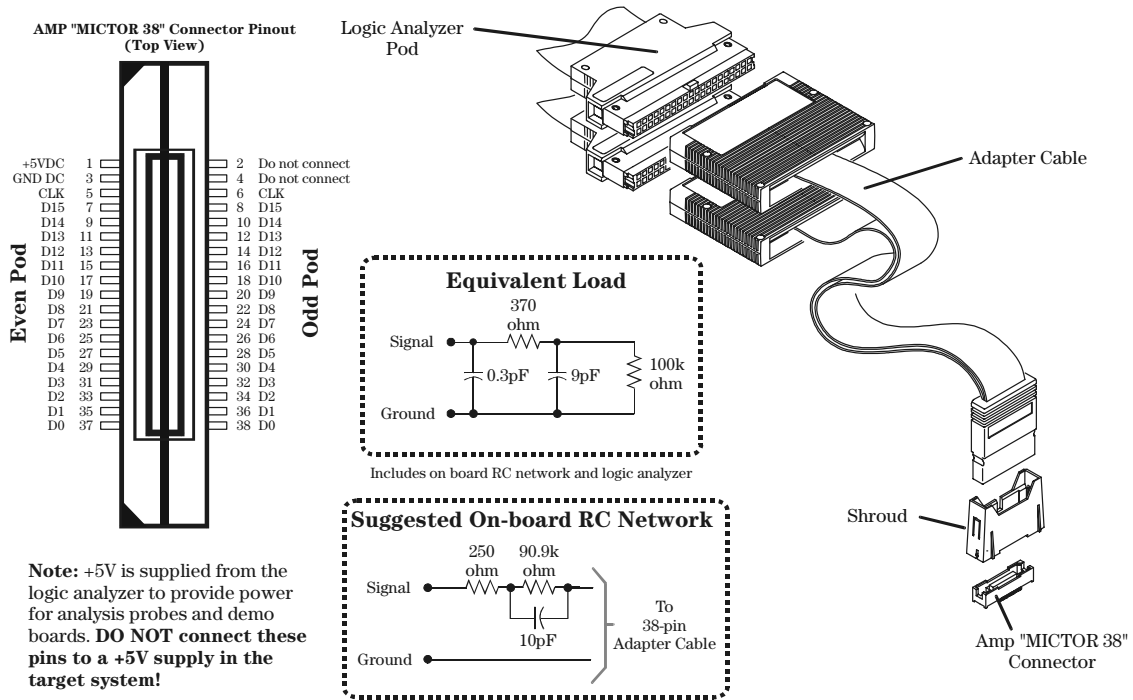 AMP "MICTOR 38" Connector Pinout
(Top View)
+5VDC 1 2 Do not connect
GND DC 3 4 Do not connect
CLK 5 6 CLK
D15 7 8 D15
D14 9 10 D14
D13 11 12 D13
D12 13 14 D12
D11 15 16 D11
D10 17 18 D10
D9 19 20 D9
D8 21 22 D8
D7 23 24 D7
D6 25 26 D6
D5 27 28 D5
D4 29 30 D4
D3 31 32 D3
D2 33 34 D2
D1 35 36 D1
D0 37 38 D0
Even Pod
Odd Pod
Note: +5V is supplied from the
logic analyzer to provide power
for analysis probes and demo
boards. DO NOT connect these
pins to a +5V supply in the
target system!
Logic Analyzer
Pod
Adapter Cable
Equivalent Load
370
ohm
Signal
0.3pF
9pF
100k
ohm
Ground
Includes on board RC network and logic analyzer
Suggested On-board RC Network
250
ohm
90.9k
ohm
Signal
10pF
To
38-pin
Adapter Cable
Ground
Shroud
Amp "MICTOR 38"
Connector